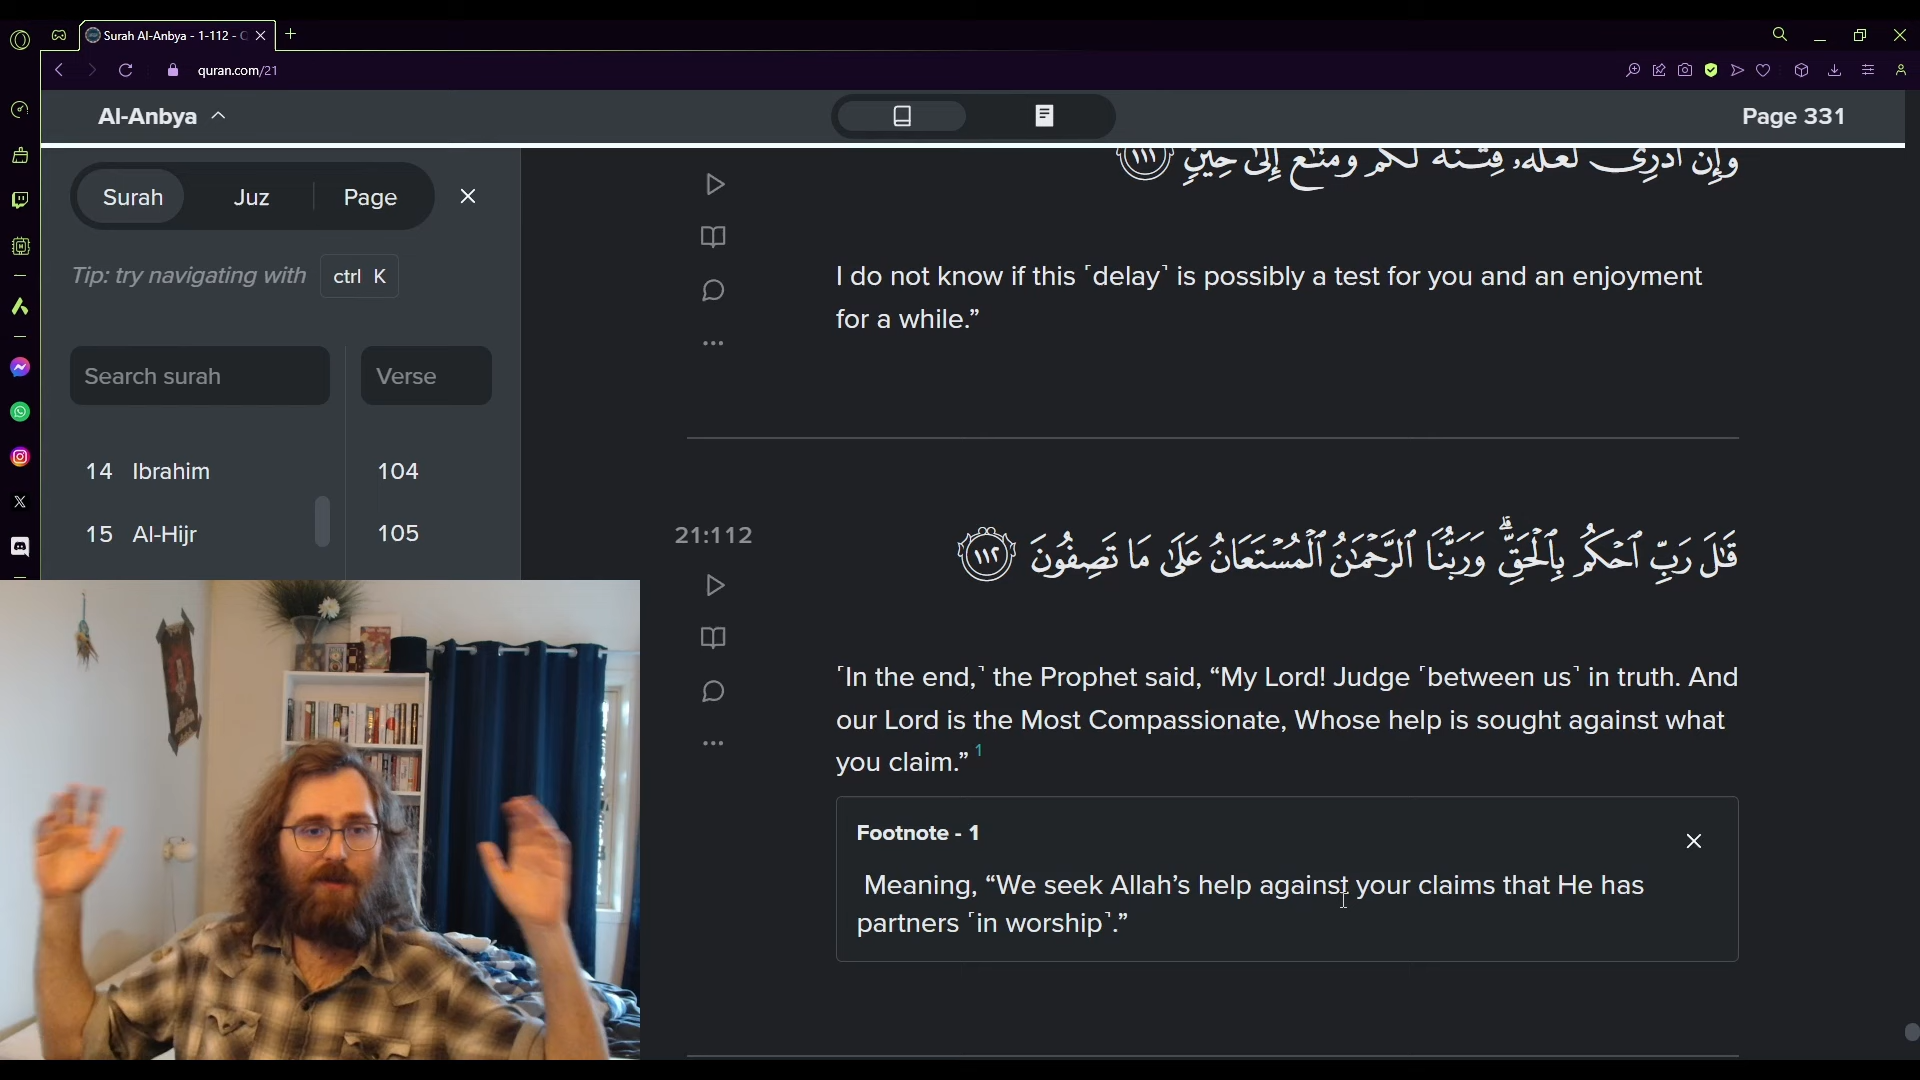 Surah Al-Anbya - 1-112 -
quran.com/21
Al-Anbya
Page 331
Surah
Juz
Page
Tip: try navigating with
ctrl K
Search surah
Verse
14 Ibrahim
104
15 Al-Hijr
105
وَإِنْ أَدْرِى لَعَلَّهُۥ فِتْنَةٌ لَّكُمْ وَمَتَـٰعٌ إِلَىٰ حِينٍ ١١١
I do not know if this ˹delay˺ is possibly a test for you and an enjoyment
for a while.”
21:112
قَـٰلَ رَبِّ ٱحْكُم بِٱلْحَقِّ ۗ وَرَبُّنَا ٱلرَّحْمَـٰنُ ٱلْمُسْتَعَانُ عَلَىٰ مَا تَصِفُونَ ١١٢
˹In the end,˺ the Prophet said, “My Lord! Judge ˹between us˺ in truth. And
our Lord is the Most Compassionate, Whose help is sought against what
you claim.” 1
Footnote - 1
Meaning, “We seek Allah’s help against your claims that He has
partners ˹in worship˺.”